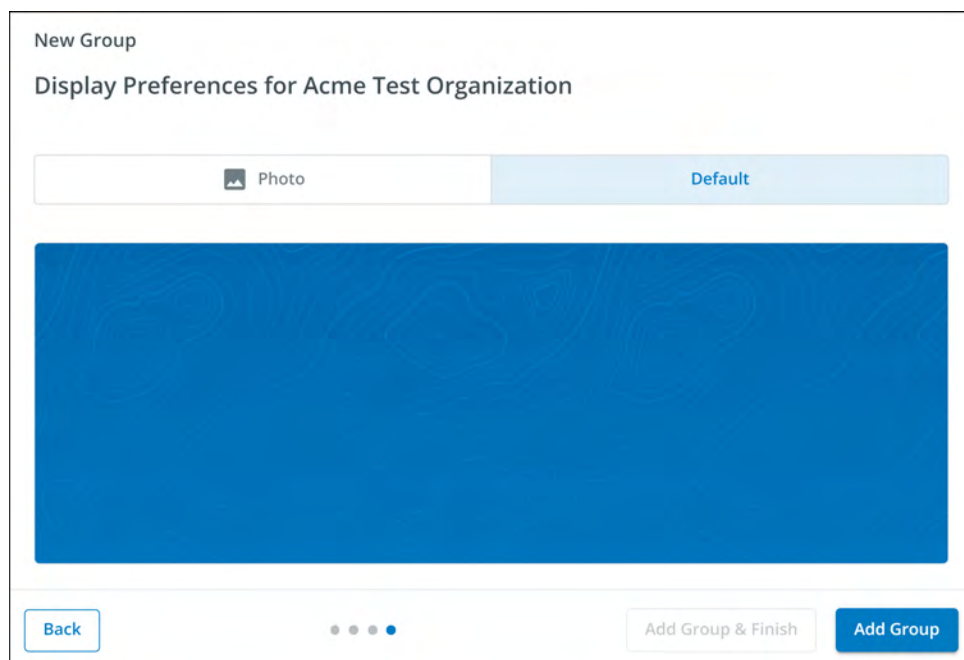 New Group
Display Preferences for Acme Test Organization
Photo
Default
Back
Add Group & Finish
Add Group